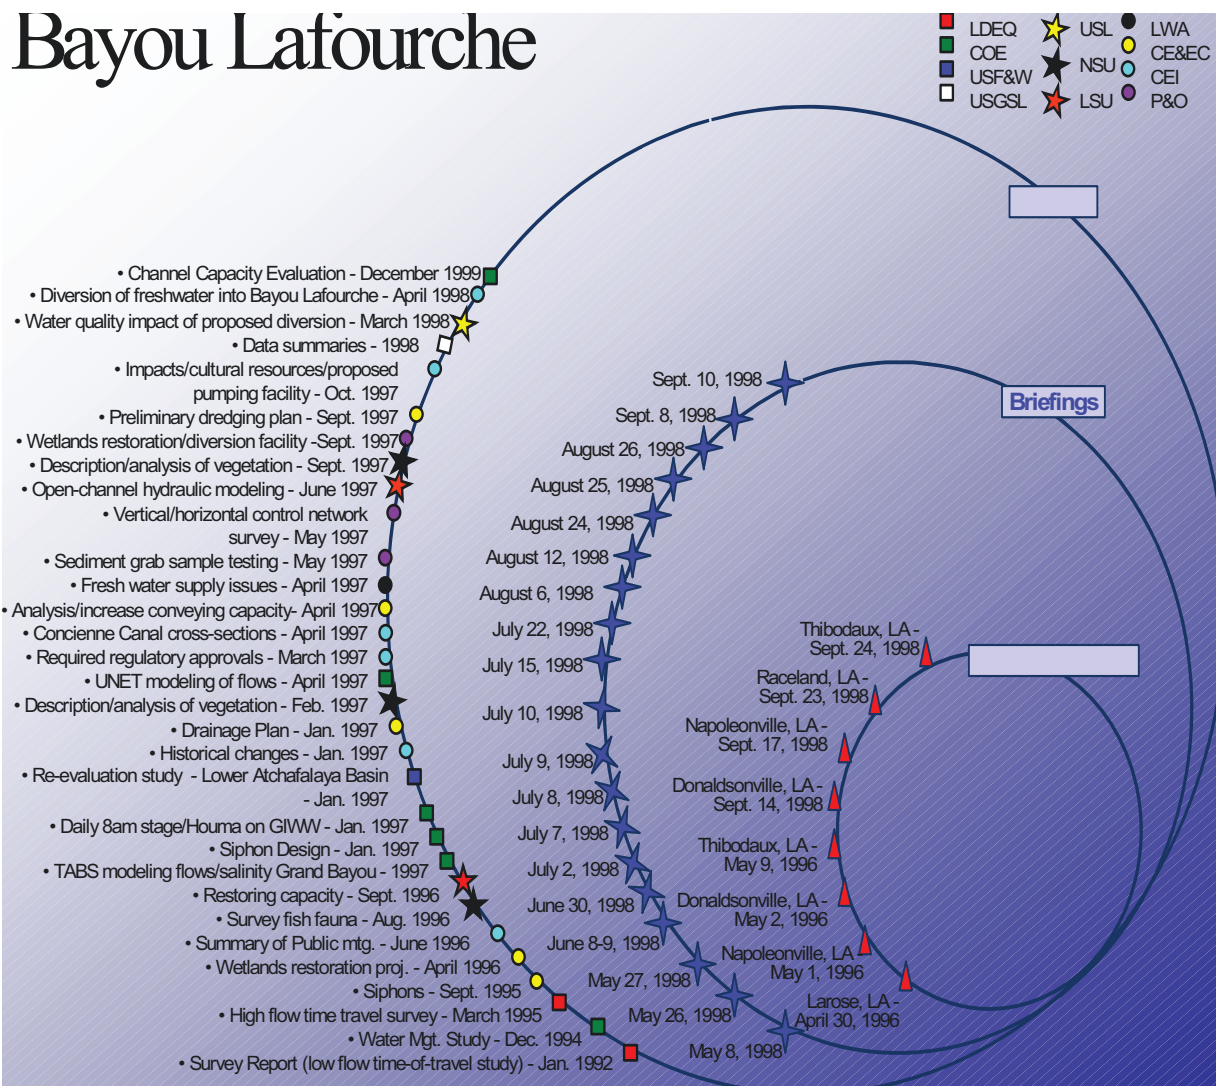 Bayou Lafourche
LDEQ
COE
USF&W
USGSL
USL
NSU
LSU
LWA
CE&EC
CEI
P&O
• Channel Capacity Evaluation - December 1999
• Diversion of freshwater into Bayou Lafourche - April 1998
• Water quality impact of proposed diversion - March 1998
• Data summaries - 1998
• Impacts/cultural resources/proposed
pumping facility - Oct. 1997
• Preliminary dredging plan - Sept. 1997
• Wetlands restoration/diversion facility -Sept. 1997
• Description/analysis of vegetation - Sept. 1997
• Open-channel hydraulic modeling - June 1997
• Vertical/horizontal control network
survey - May 1997
• Sediment grab sample testing - May 1997
• Fresh water supply issues - April 1997
• Analysis/increase conveying capacity- April 1997
• Concienne Canal cross-sections - April 1997
• Required regulatory approvals - March 1997
• UNET modeling of flows - April 1997
• Description/analysis of vegetation - Feb. 1997
• Drainage Plan - Jan. 1997
• Historical changes - Jan. 1997
• Re-evaluation study - Lower Atchafalaya Basin
- Jan. 1997
• Daily 8am stage/Houma on GIWW - Jan. 1997
• Siphon Design - Jan. 1997
• TABS modeling flows/salinity Grand Bayou - 1997
• Restoring capacity - Sept. 1996
• Survey fish fauna - Aug. 1996
• Summary of Public mtg. - June 1996
• Wetlands restoration proj. - April 1996
• Siphons - Sept. 1995
• High flow time travel survey - March 1995
• Water Mgt. Study - Dec. 1994
• Survey Report (low flow time-of-travel study) - Jan. 1992
Briefings
Sept. 10, 1998
Sept. 8, 1998
August 26, 1998
August 25, 1998
August 24, 1998
August 12, 1998
August 6, 1998
July 22, 1998
July 15, 1998
July 10, 1998
July 9, 1998
July 8, 1998
July 7, 1998
July 2, 1998
June 30, 1998
June 8-9, 1998
May 27, 1998
May 26, 1998
May 8, 1998
Thibodaux, LA -
Sept. 24, 1998
Raceland, LA -
Sept. 23, 1998
Napoleonville, LA -
Sept. 17, 1998
Donaldsonville, LA -
Sept. 14, 1998
Thibodaux, LA -
May 9, 1996
Donaldsonville, LA -
May 2, 1996
Napoleonville, LA -
May 1, 1996
Larose, LA -
April 30, 1996